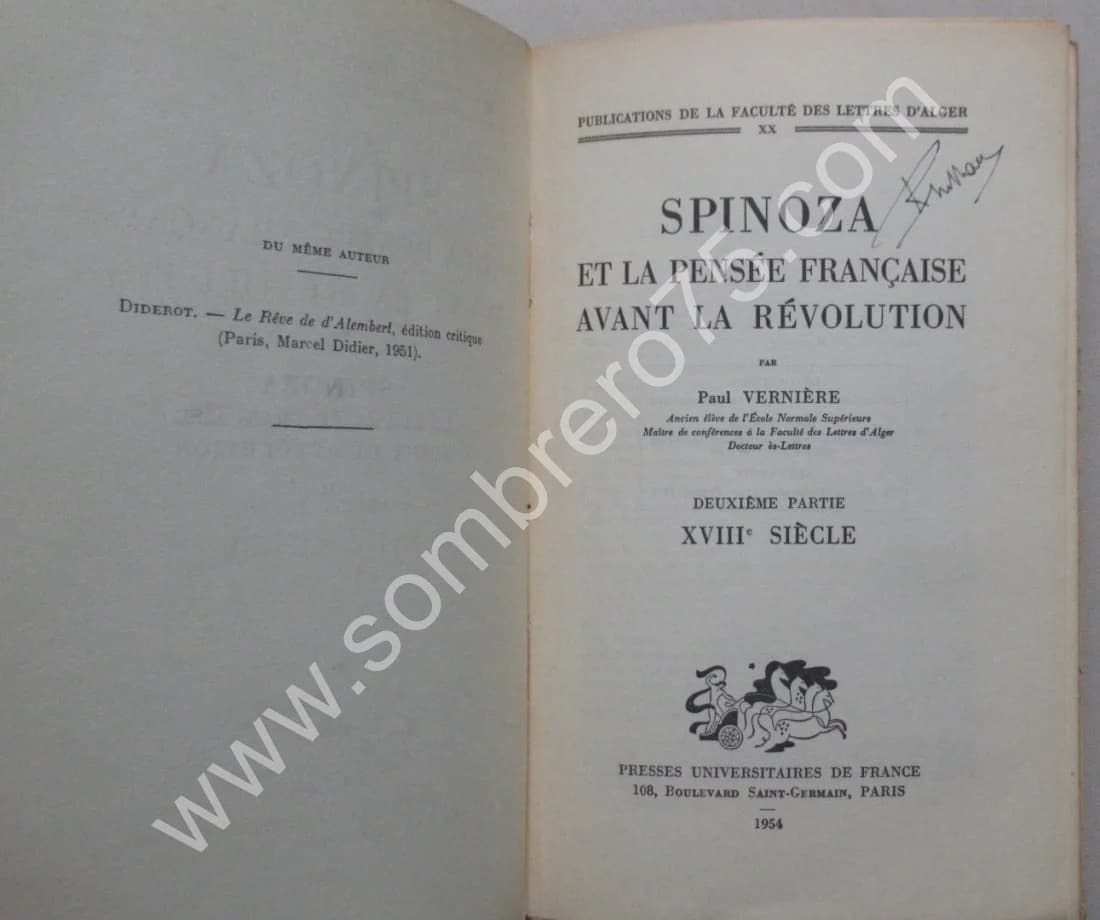 DU MÊME AUTEUR
DIDEROT. — Le Rêve de d'Alembert, édition critique
(Paris, Marcel Didier, 1951).
PUBLICATIONS DE LA FACULTÉ DES LETTRES D'ALGER
XX
SPINOZA
ET LA PENSÉE FRANÇAISE
AVANT LA RÉVOLUTION
PAR
Paul VERNIÈRE
Ancien élève de l'École Normale Supérieure
Maître de conférences à la Faculté des Lettres d'Alger
Docteur ès-Lettres
DEUXIÈME PARTIE
XVIIIe SIÈCLE
PRESSES UNIVERSITAIRES DE FRANCE
108, BOULEVARD SAINT-GERMAIN, PARIS
1954
www.sombrero75.com